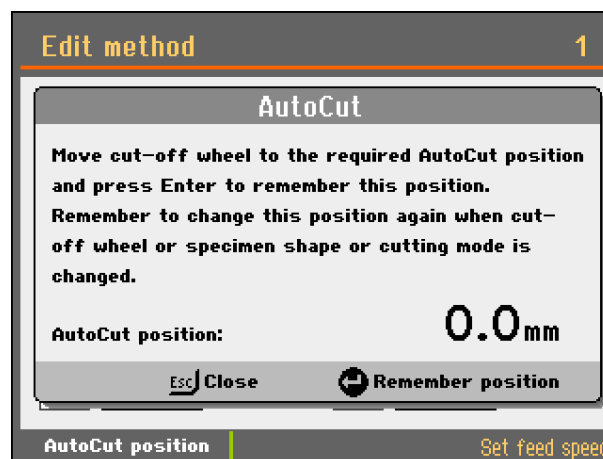 Edit method 1
AutoCut
Move cut-off wheel to the required AutoCut position
and press Enter to remember this position.
Remember to change this position again when cut-
off wheel or specimen shape or cutting mode is
changed.
AutoCut position: 0.0mm
Esc Close Remember position
AutoCut position Set feed speed